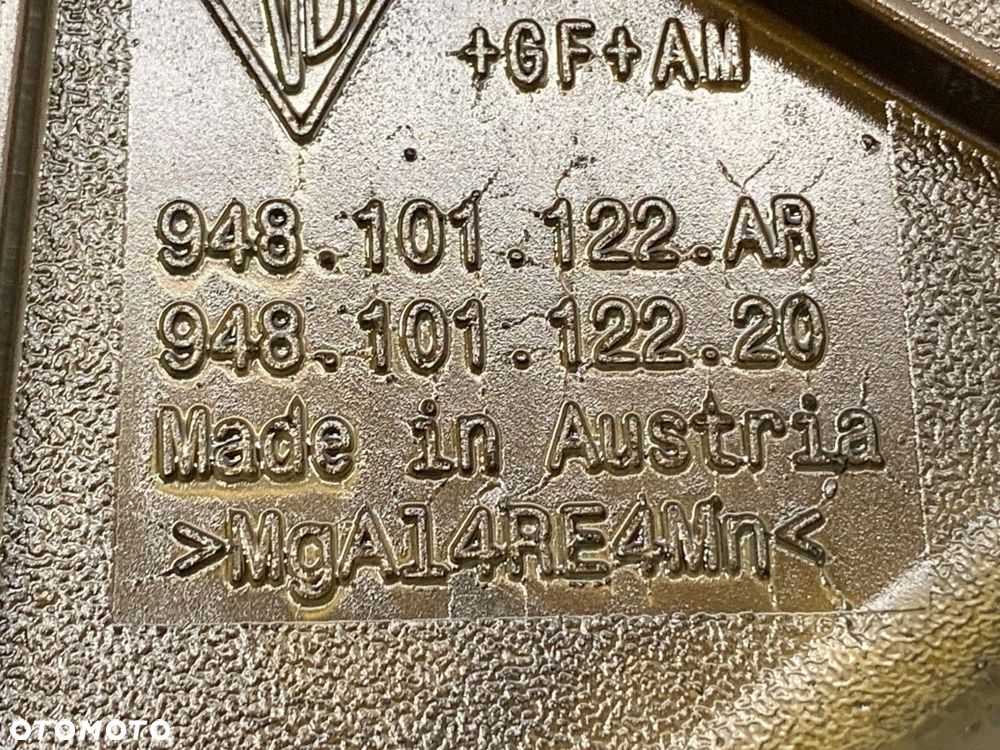 +GF+AM
948.101.122.AR
948.101.122.20
Made in Austria
>MgAl4RE4Mn<
OTOMOTO